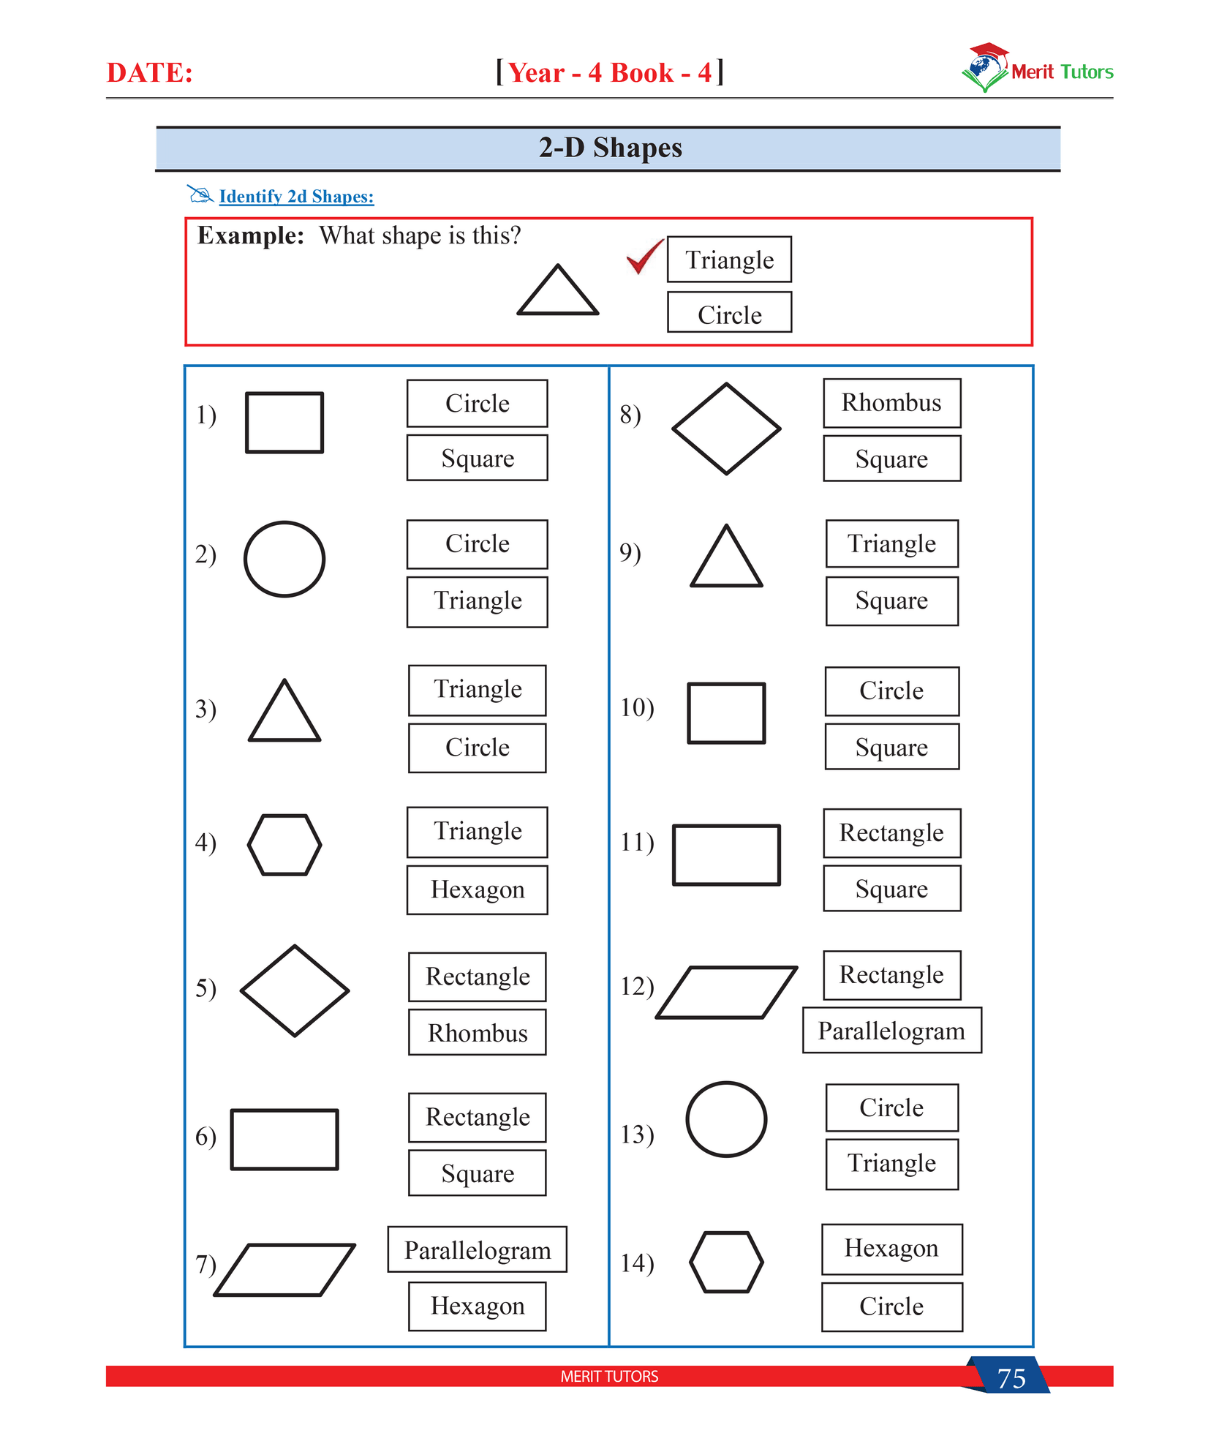 DATE:
[Year - 4 Book - 4]
Merit Tutors
2-D Shapes
Identify 2d Shapes:
Example: What shape is this?
Triangle
Circle
1)
Circle
Square
2)
Circle
Triangle
3)
Triangle
Circle
4)
Triangle
Hexagon
5)
Rectangle
Rhombus
6)
Rectangle
Square
7)
Parallelogram
Hexagon
8)
Rhombus
Square
9)
Triangle
Square
10)
Circle
Square
11)
Rectangle
Square
12)
Rectangle
Parallelogram
13)
Circle
Triangle
14)
Hexagon
Circle
MERIT TUTORS
75